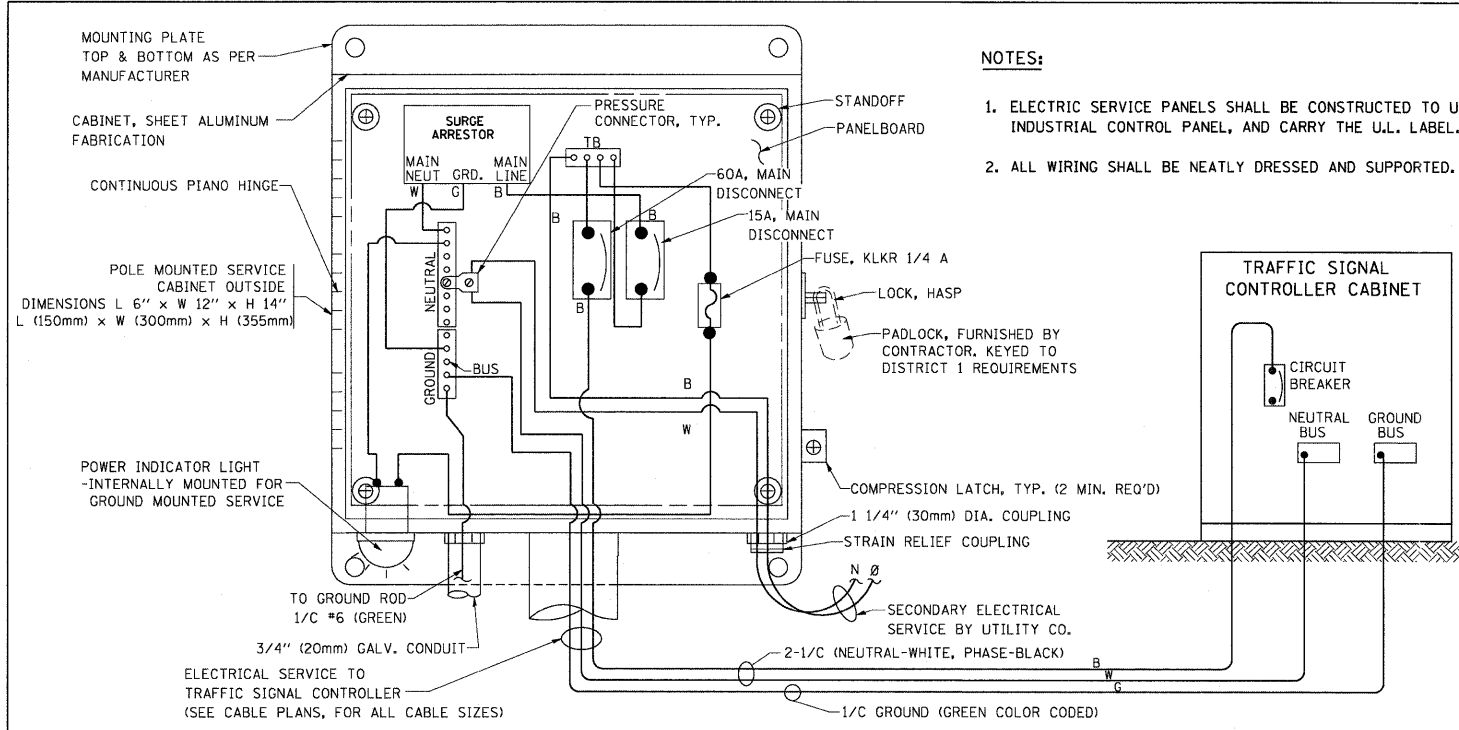 MOUNTING PLATE
TOP & BOTTOM AS PER
MANUFACTURER
CABINET, SHEET ALUMINUM
FABRICATION
CONTINUOUS PIANO HINGE
POLE MOUNTED SERVICE
CABINET OUTSIDE
DIMENSIONS L 6" x W 12" x H 14"
L (150mm) x W (300mm) x H (355mm)
POWER INDICATOR LIGHT
-INTERNALLY MOUNTED FOR
GROUND MOUNTED SERVICE
TO GROUND ROD
1/C #6 (GREEN)
3/4" (20mm) GALV. CONDUIT
ELECTRICAL SERVICE TO
TRAFFIC SIGNAL CONTROLLER
(SEE CABLE PLANS, FOR ALL CABLE SIZES)
SURGE
ARRESTOR
MAIN
NEUT
GRD.
MAIN
LINE
W
G
B
PRESSURE
CONNECTOR, TYP.
TB
NEUTRAL
GROUND
BUS
B
B
B
B
W
STANDOFF
PANELBOARD
60A, MAIN
DISCONNECT
15A, MAIN
DISCONNECT
FUSE, KLKR 1/4 A
LOCK, HASP
PADLOCK, FURNISHED BY
CONTRACTOR. KEYED TO
DISTRICT 1 REQUIREMENTS
COMPRESSION LATCH, TYP. (2 MIN. REQ'D)
1 1/4" (30mm) DIA. COUPLING
STRAIN RELIEF COUPLING
N Ø
SECONDARY ELECTRICAL
SERVICE BY UTILITY CO.
2-1/C (NEUTRAL-WHITE, PHASE-BLACK)
B
W
G
1/C GROUND (GREEN COLOR CODED)
NOTES:
1. ELECTRIC SERVICE PANELS SHALL BE CONSTRUCTED TO U
INDUSTRIAL CONTROL PANEL, AND CARRY THE U.L. LABEL.
2. ALL WIRING SHALL BE NEATLY DRESSED AND SUPPORTED.
TRAFFIC SIGNAL
CONTROLLER CABINET
CIRCUIT
BREAKER
NEUTRAL
BUS
GROUND
BUS